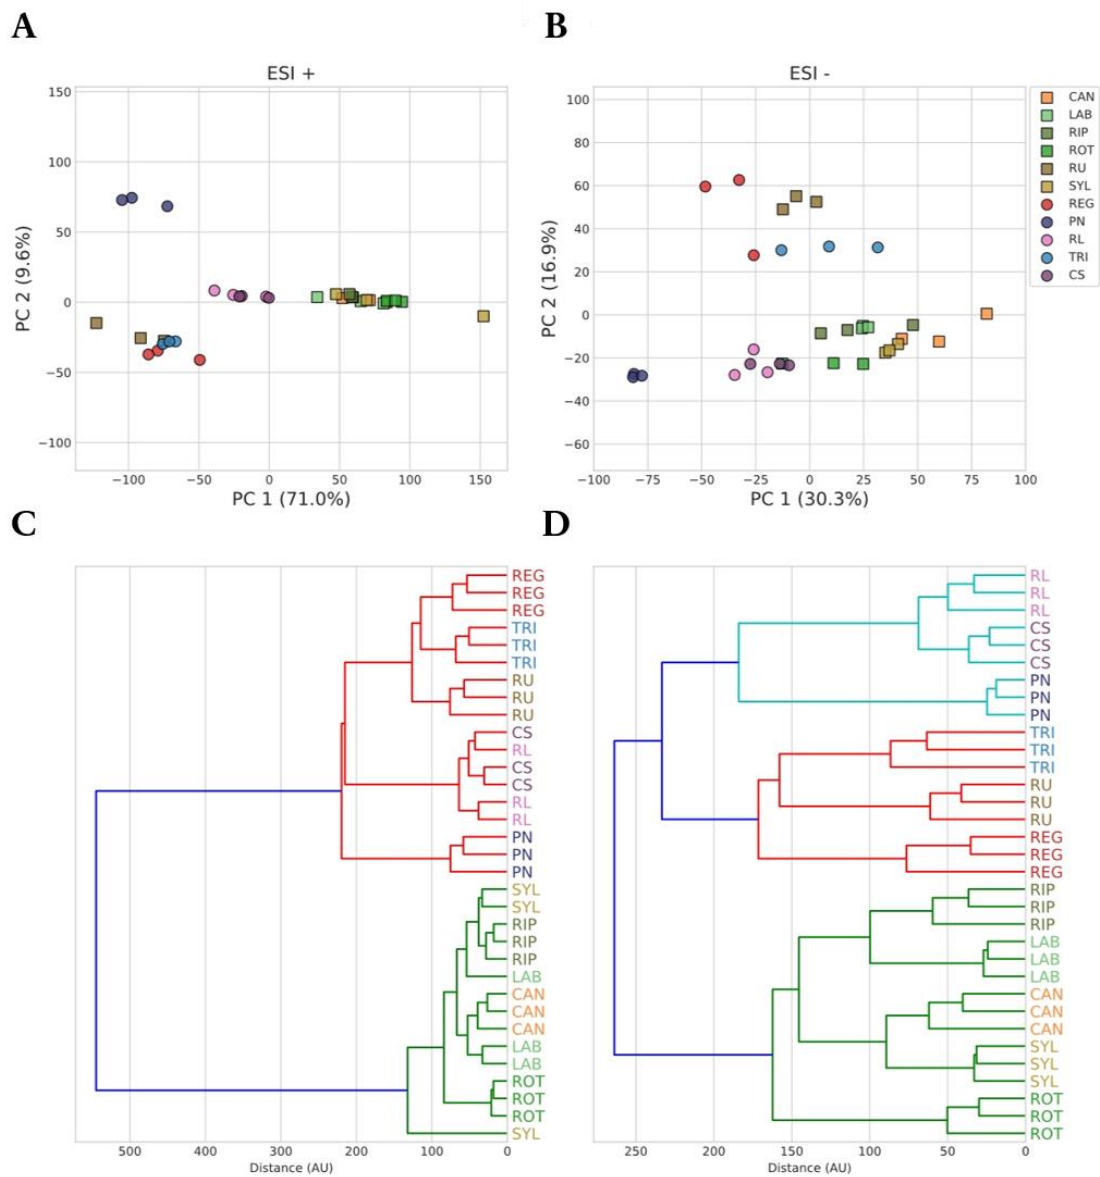 A
B
ESI +
ESI -
150
100
50
0
−50
−100
PC 2 (9.6%)
−100
−50
0
50
100
150
PC 1 (71.0%)
100
80
60
40
20
0
−20
−40
−60
PC 2 (16.9%)
−100
−75
−50
−25
0
25
50
75
100
PC 1 (30.3%)
CAN
LAB
RIP
ROT
RU
SYL
REG
PN
RL
TRI
CS
C
D
REG
REG
REG
TRI
TRI
TRI
RU
RU
RU
CS
RL
CS
CS
RL
RL
PN
PN
PN
SYL
SYL
RIP
RIP
RIP
LAB
CAN
CAN
CAN
LAB
LAB
ROT
ROT
ROT
SYL
500
400
300
200
100
0
Distance (AU)
RL
RL
RL
CS
CS
CS
PN
PN
PN
TRI
TRI
TRI
RU
RU
RU
REG
REG
REG
RIP
RIP
RIP
LAB
LAB
LAB
CAN
CAN
CAN
SYL
SYL
SYL
ROT
ROT
ROT
250
200
150
100
50
0
Distance (AU)